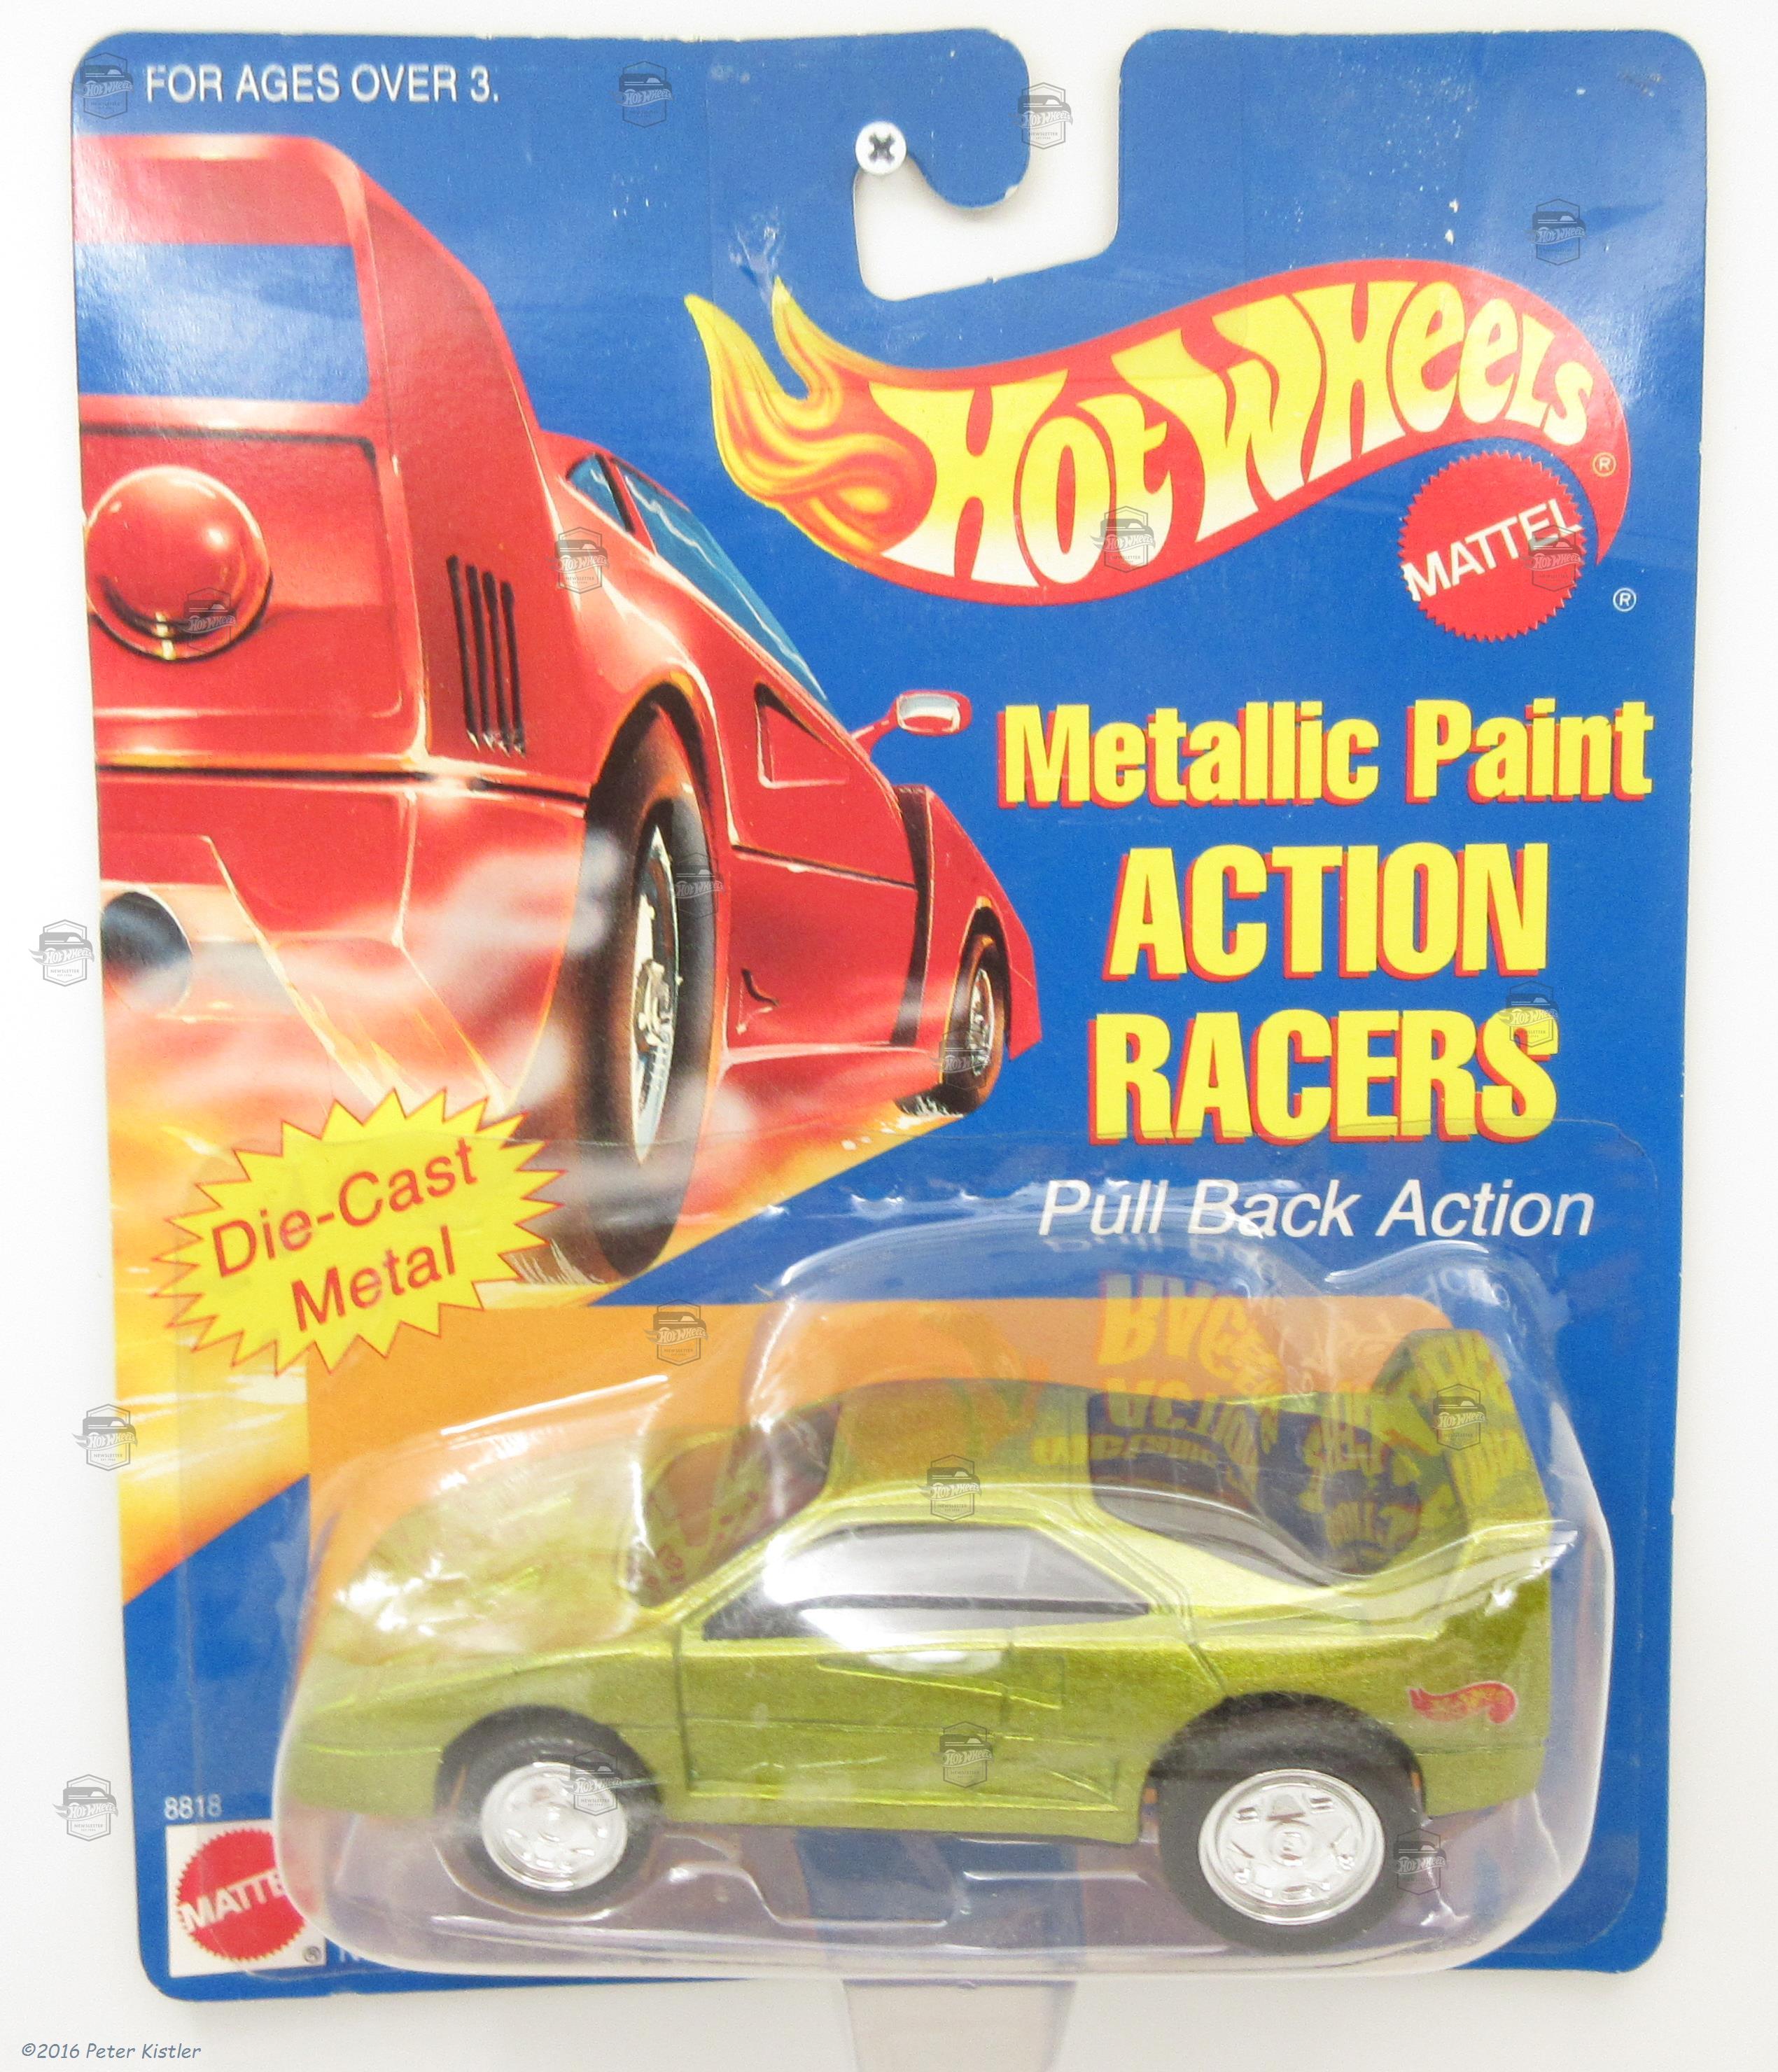 FOR AGES OVER 3.
HOT WHEELS ®
MATTEL ®
Metallic Paint
ACTION
RACERS
Pull Back Action
Die-Cast
Metal
8818
MATTE
®
©2016 Peter Kistler